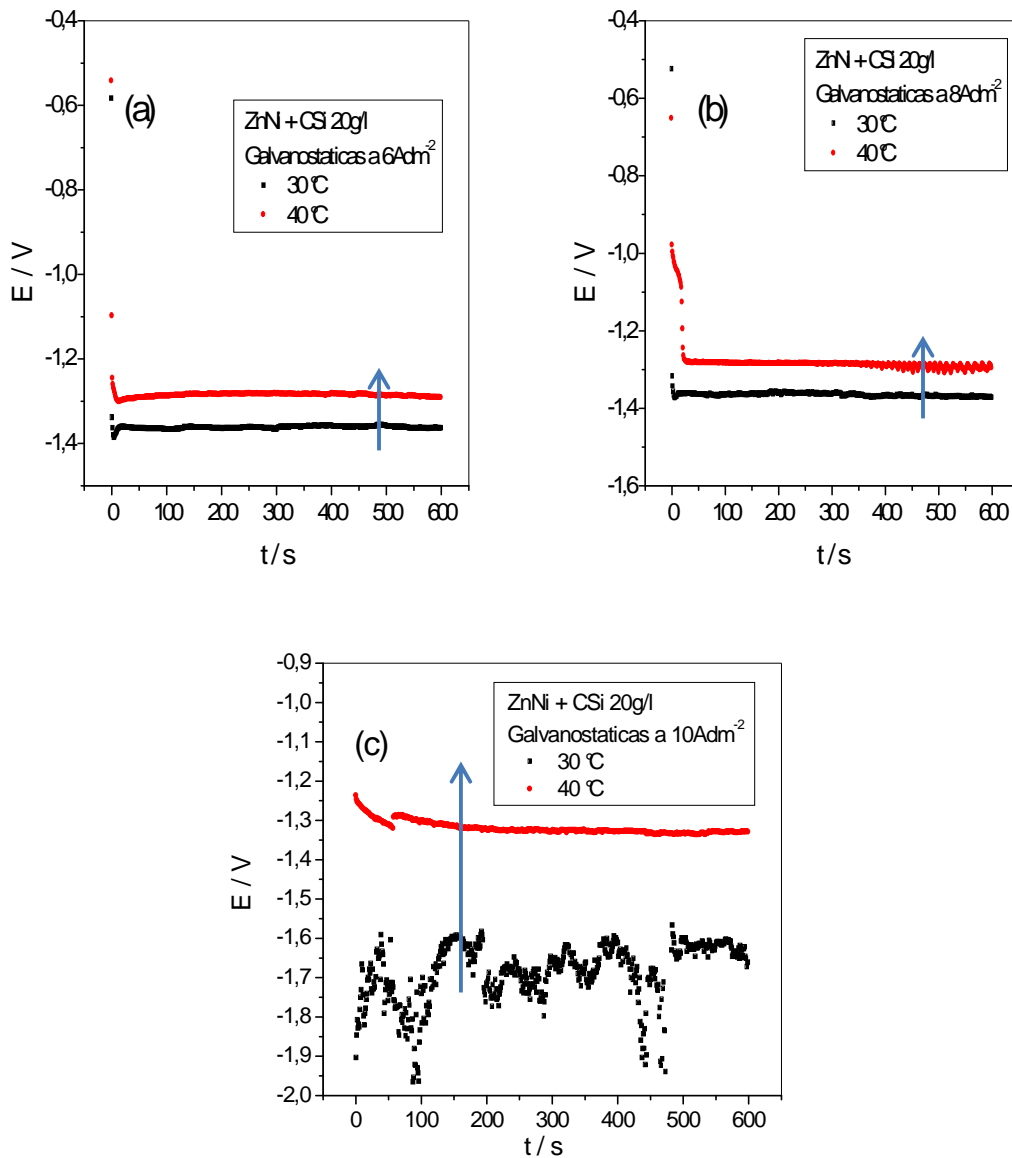 (a)
ZnNi + CSi 20g/l
Galvanostaticas a 6Adm-2
30°C
40°C
E / V
-0,4
-0,6
-0,8
-1,0
-1,2
-1,4
0 100 200 300 400 500 600
t / s
(b)
ZnNi + CSi 20g/l
Galvanostaticas a 8Adm-2
30°C
40°C
E / V
-0,4
-0,6
-0,8
-1,0
-1,2
-1,4
-1,6
0 100 200 300 400 500 600
t / s
(c)
ZnNi + CSi 20g/l
Galvanostaticas a 10Adm-2
30 °C
40 °C
E / V
-0,9
-1,0
-1,1
-1,2
-1,3
-1,4
-1,5
-1,6
-1,7
-1,8
-1,9
-2,0
0 100 200 300 400 500 600
t / s